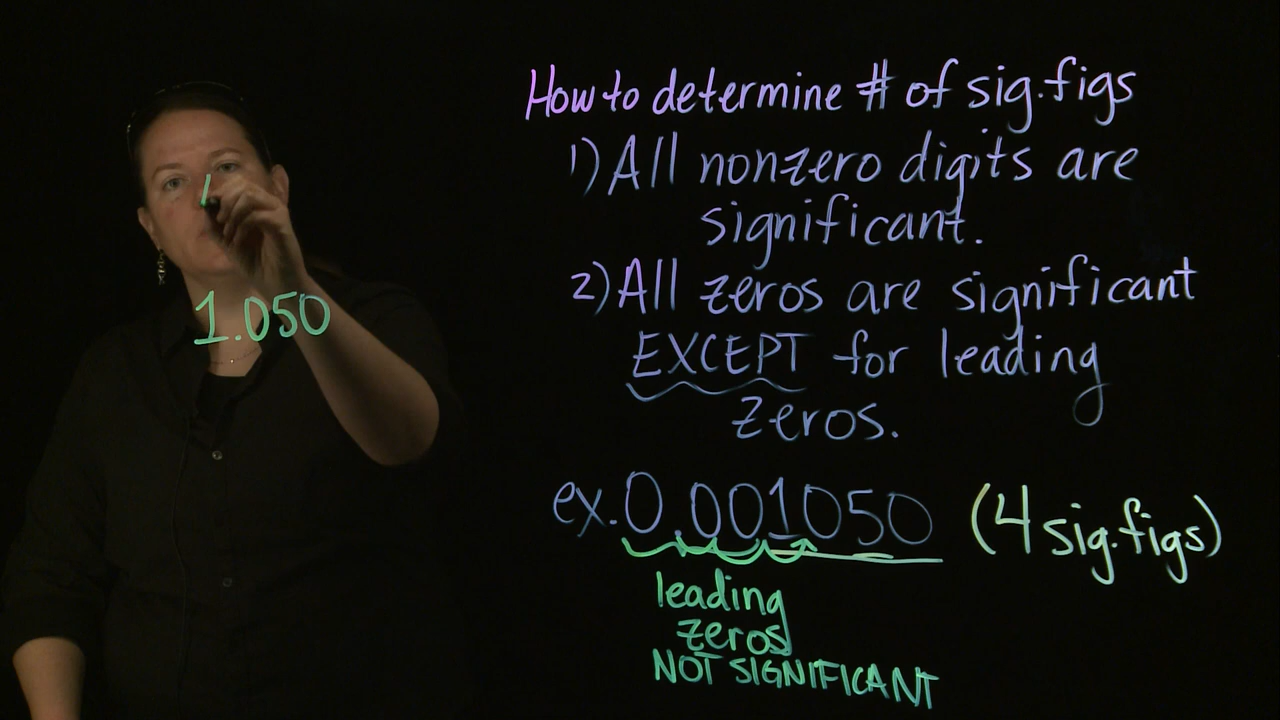 How to determine # of sig.figs
1) All nonzero digits are
significant.
2) All zeros are significant
EXCEPT for leading
zeros.
ex. 0.001050 (4 sig.figs)
leading
zeros
NOT SIGNIFICANT
1.050